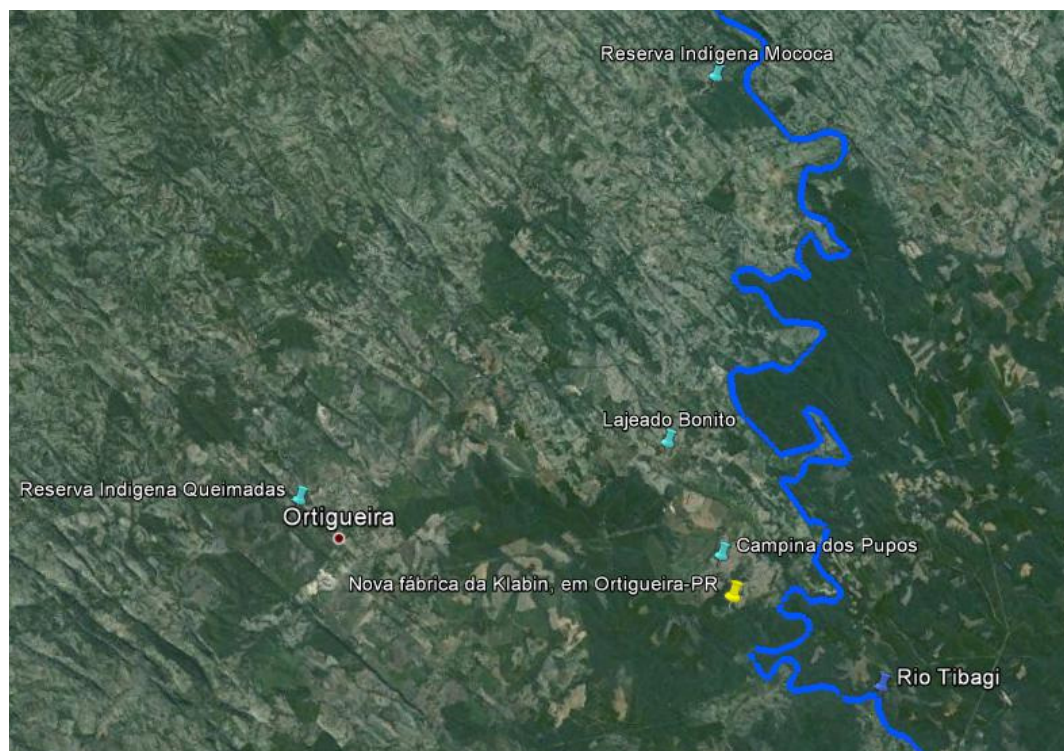 Reserva Indígena Mococa
Lajeado Bonito
Reserva Indigena Queimadas
Ortigueira
Campina dos Pupos
Nova fábrica da Klabin, em Ortigueira-PR
Rio Tibagi